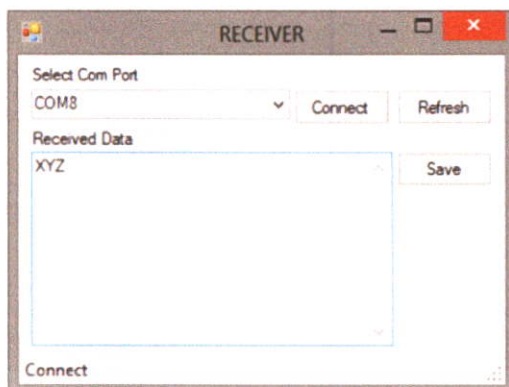 RECEIVER
Select Com Port
COM8 Connect Refresh
Received Data
XYZ Save
Connect